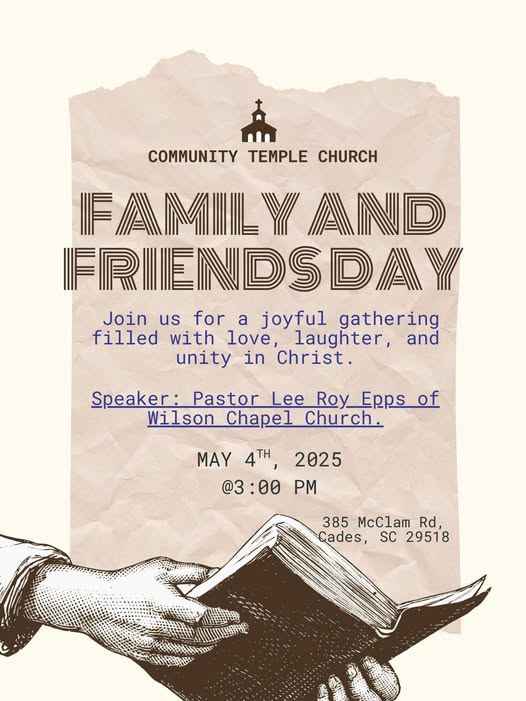 COMMUNITY TEMPLE CHURCH
FAMILY AND
FRIENDS DAY
Join us for a joyful gathering
filled with love, laughter, and
unity in Christ.
Speaker: Pastor Lee Roy Epps of
Wilson Chapel Church.
MAY 4TH, 2025
@3:00 PM
385 McClam Rd,
Cades, SC 29518